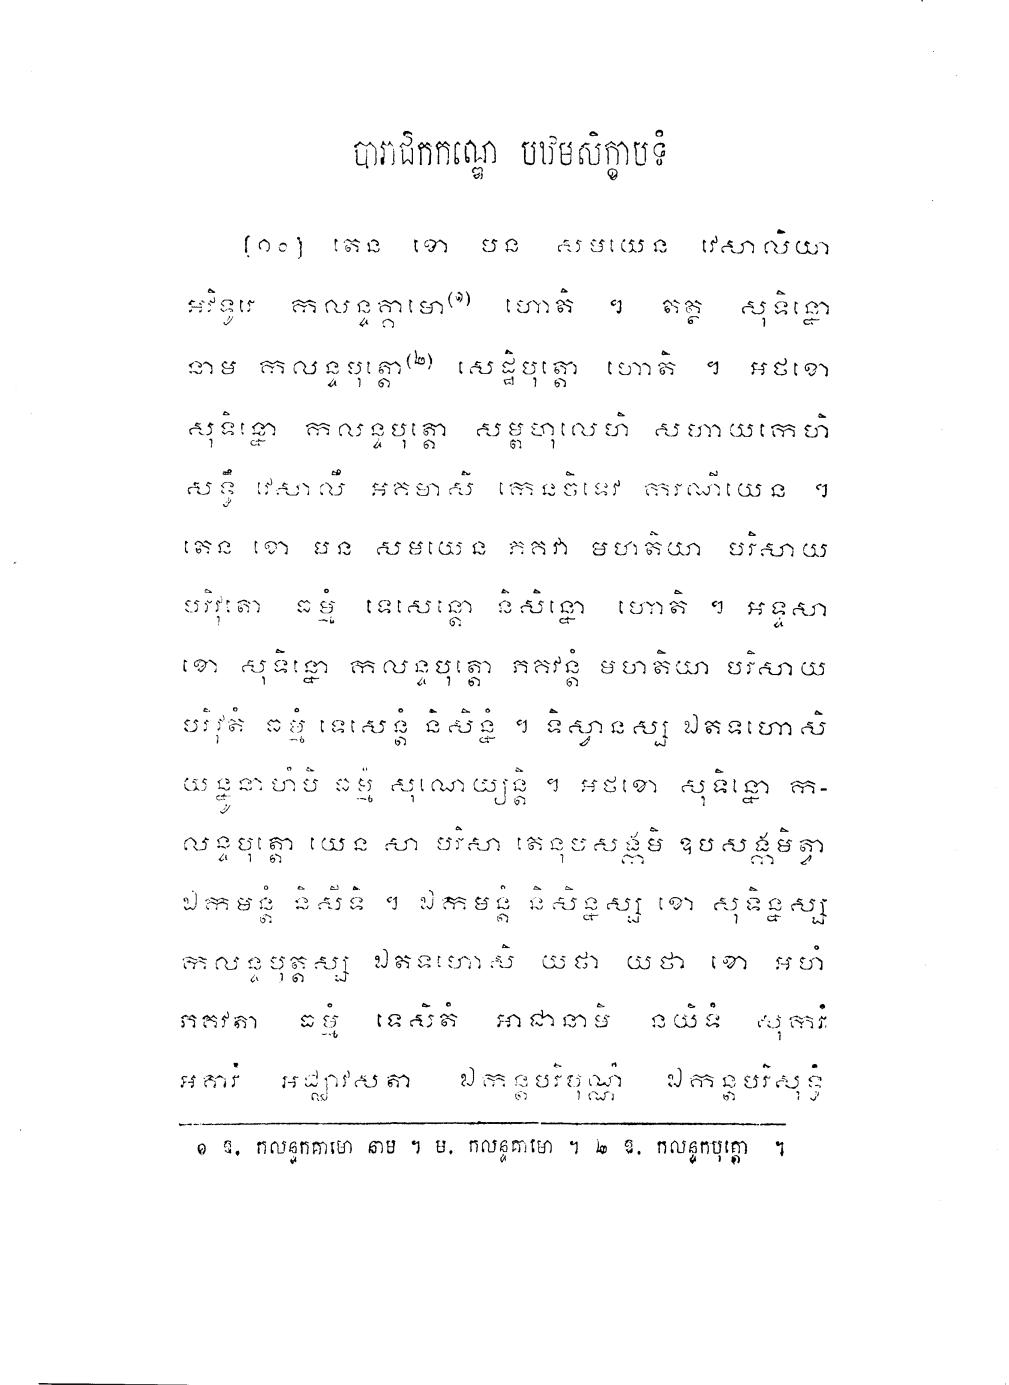 បារាជិកកណ្ឌេ បឋមសិក្ខាបទំ
[១០] តេន ខោ បន សមយេន វេសាលិយា
អវិទូរេ កលន្ទគ្គាមោ(១) ហោតិ ។ តត្ថ សុទិន្នោ
នាម កលន្ទបុត្តោ(២) សេដ្ឋិបុត្តោ ហោតិ ។ អថខោ
សុទិន្នោ កលន្ទបុត្តោ សម្ពហុលេហិ សហាយកេហិ
សទ្ធឹ វេសាលឹ អគមាសិ កេនចិទេវ ករណីយេន ។
តេន ខោ បន សមយេន ភគវា មហតិយា បរិសាយ
បរិវុតោ ធម្មំ ទេសេន្តោ និសិន្នោ ហោតិ ។ អទ្ទសា
ខោ សុទិន្នោ កលន្ទបុត្តោ ភគវន្តំ មហតិយា បរិសាយ
បរិវុតំ ធម្មំ ទេសេន្តំ និសិន្នំ ។ ទិស្វានស្ស ឯតទហោសិ
យន្នូនាហំបិ ធម្មំ សុណេយ្យន្តិ ។ អថខោ សុទិន្នោ ក-
លន្ទបុត្តោ យេន សា បរិសា តេនុបសង្កមិ ឧបសង្កមិត្វា
ឯកមន្តំ និសីទិ ។ ឯកមន្តំ និសិន្នស្ស ខោ សុទិន្នស្ស
កលន្ទបុត្តស្ស ឯតទហោសិ យថា យថា ខោ អហំ
ភគវតា ធម្មំ ទេសិតំ អាជានាមិ នយិទំ សុករំ
អគារំ អជ្ឈាវសតា ឯកន្តបរិបុណ្ណំ ឯកន្តបរិសុទ្ធំ
១ ឱ. កលន្ទកគាមោ នាម ។ ម. កលន្ទគាមោ ។ ២ ឱ. កលន្ទកបុត្តោ ។